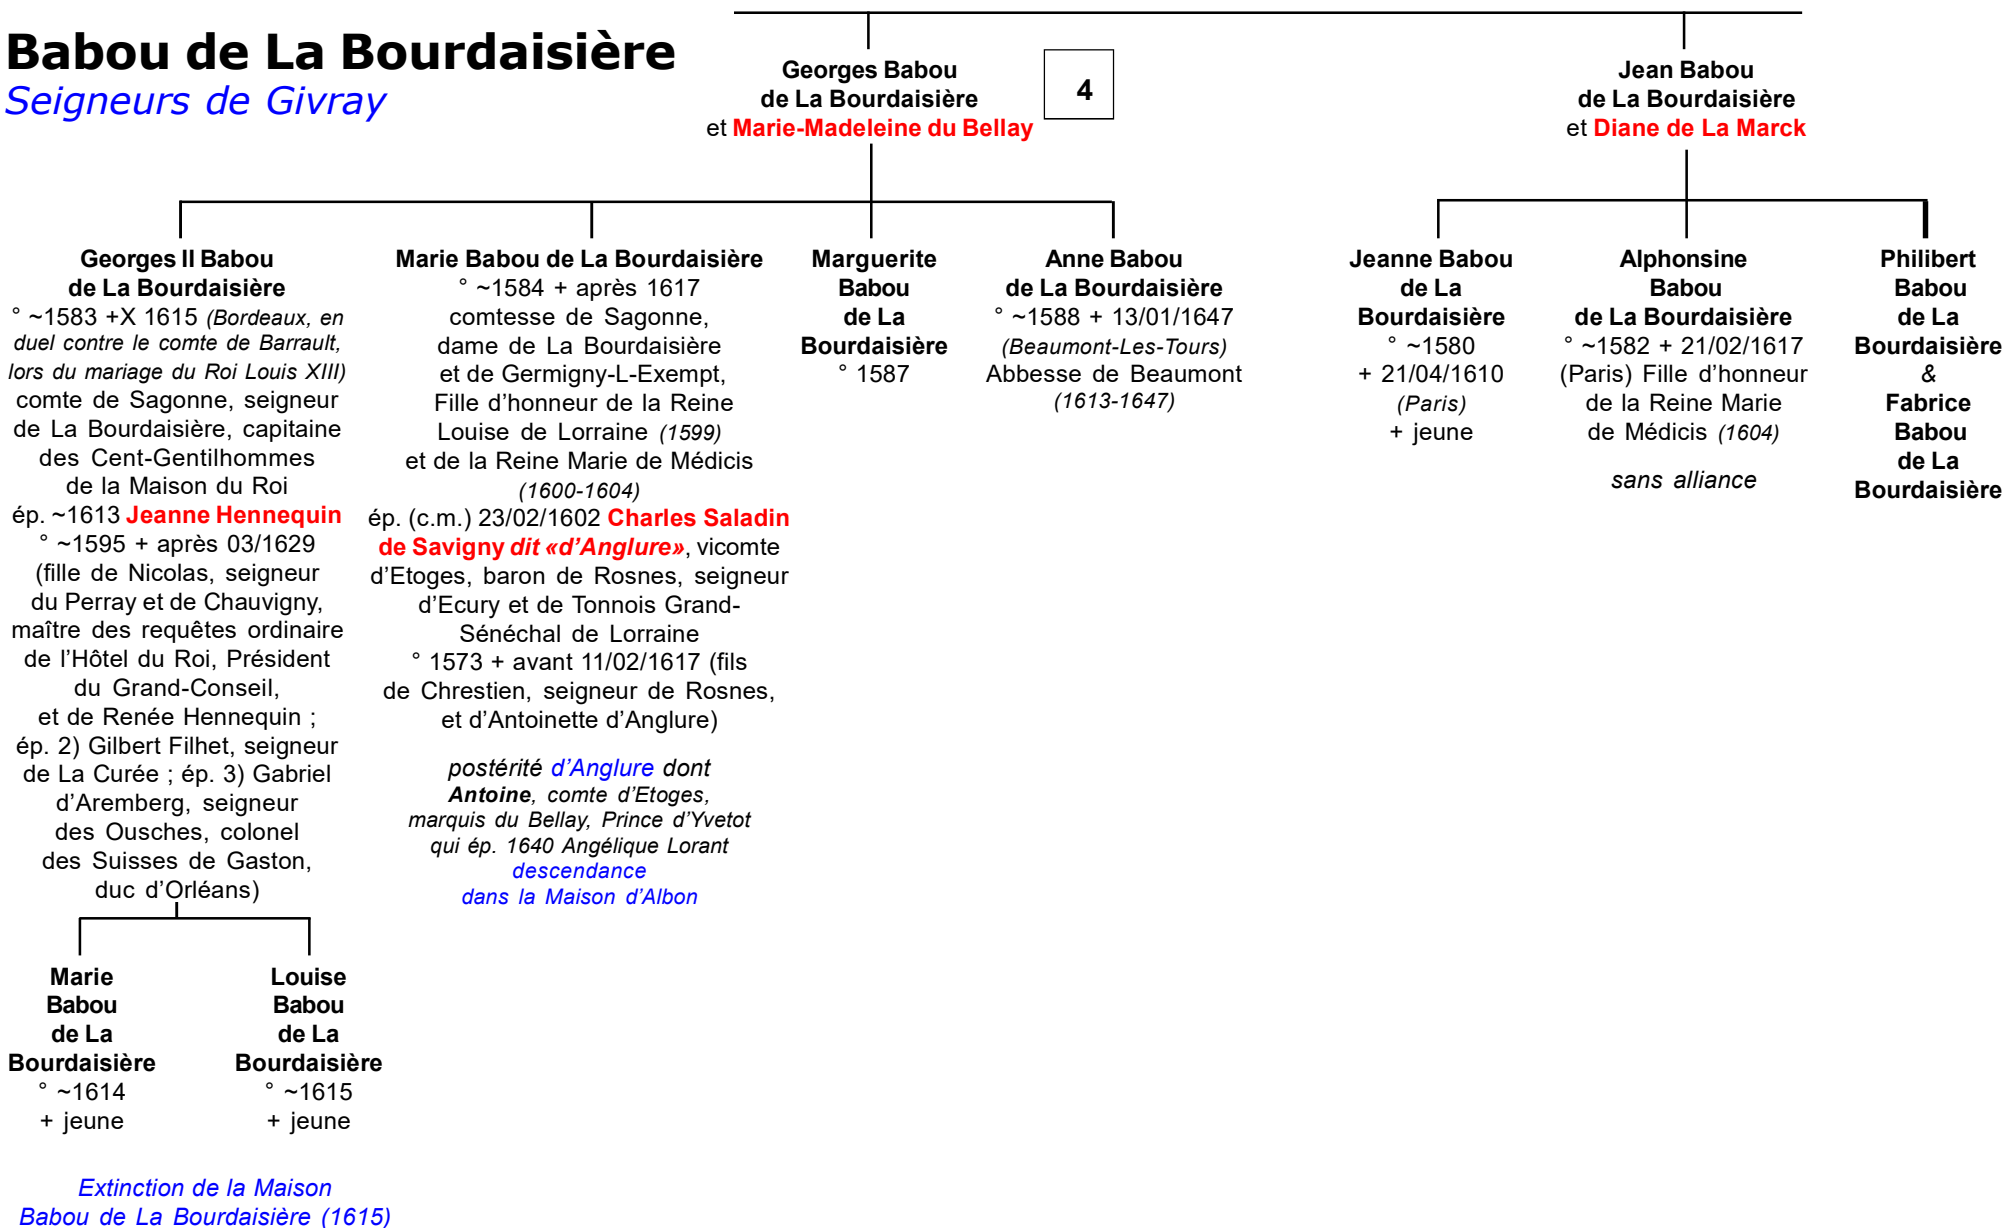 Babou de La Bourdaisière
Seigneurs de Givray
Georges Babou
de La Bourdaisière
et Marie-Madeleine du Bellay
4
Jean Babou
de La Bourdaisière
et Diane de La Marck
Georges II Babou
de La Bourdaisière
° ~1583 +X 1615 (Bordeaux, en
duel contre le comte de Barrault,
lors du mariage du Roi Louis XIII)
comte de Sagonne, seigneur
de La Bourdaisière, capitaine
des Cent-Gentilhommes
de la Maison du Roi
ép. ~1613 Jeanne Hennequin
° ~1595 + après 03/1629
(fille de Nicolas, seigneur
du Perray et de Chauvigny,
maître des requêtes ordinaire
de l’Hôtel du Roi, Président
du Grand-Conseil,
et de Renée Hennequin ;
ép. 2) Gilbert Filhet, seigneur
de La Curée ; ép. 3) Gabriel
d’Aremberg, seigneur
des Ousches, colonel
des Suisses de Gaston,
duc d’Orléans)
Marie Babou de La Bourdaisière
° ~1584 + après 1617
comtesse de Sagonne,
dame de La Bourdaisière
et de Germigny-L-Exempt,
Fille d’honneur de la Reine
Louise de Lorraine (1599)
et de la Reine Marie de Médicis
(1600-1604)
ép. (c.m.) 23/02/1602 Charles Saladin
de Savigny dit «d’Anglure», vicomte
d’Etoges, baron de Rosnes, seigneur
d’Ecury et de Tonnois Grand-
Sénéchal de Lorraine
° 1573 + avant 11/02/1617 (fils
de Chrestien, seigneur de Rosnes,
et d’Antoinette d’Anglure)
postérité d’Anglure dont
Antoine, comte d’Etoges,
marquis du Bellay, Prince d’Yvetot
qui ép. 1640 Angélique Lorant
descendance
dans la Maison d’Albon
Marguerite
Babou
de La
Bourdaisière
° 1587
Anne Babou
de La Bourdaisière
° ~1588 + 13/01/1647
(Beaumont-Les-Tours)
Abbesse de Beaumont
(1613-1647)
Jeanne Babou
de La
Bourdaisière
° ~1580
+ 21/04/1610
(Paris)
+ jeune
Alphonsine
Babou
de La Bourdaisière
° ~1582 + 21/02/1617
(Paris) Fille d’honneur
de la Reine Marie
de Médicis (1604)
sans alliance
Philibert
Babou
de La
Bourdaisière
&
Fabrice
Babou
de La
Bourdaisière
Marie
Babou
de La
Bourdaisière
° ~1614
+ jeune
Louise
Babou
de La
Bourdaisière
° ~1615
+ jeune
Extinction de la Maison
Babou de La Bourdaisière (1615)